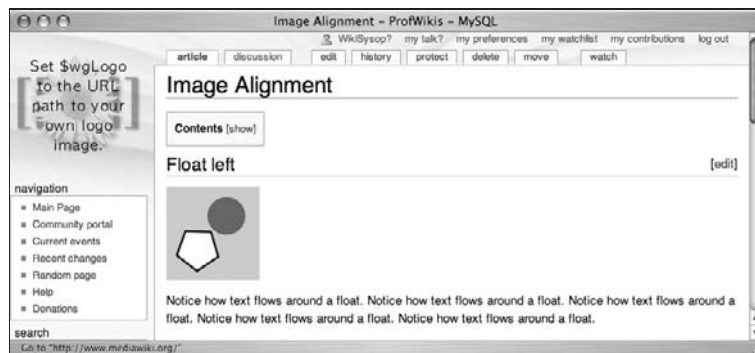 Image Alignment – ProfWikis – MySQL
WikiSysop? my talk? my preferences my watchlist my contributions log out
article discussion edit history protect delete move watch
Set $wgLogo
to the URL
path to your
own logo
image.
Image Alignment
Contents [show]
Float left [edit]
navigation
Main Page
Community portal
Current events
Recent changes
Random page
Help
Donations
search
Notice how text flows around a float. Notice how text flows around a float. Notice how text flows around a
float. Notice how text flows around a float. Notice how text flows around a float.
Go to "http://www.mediawiki.org/"